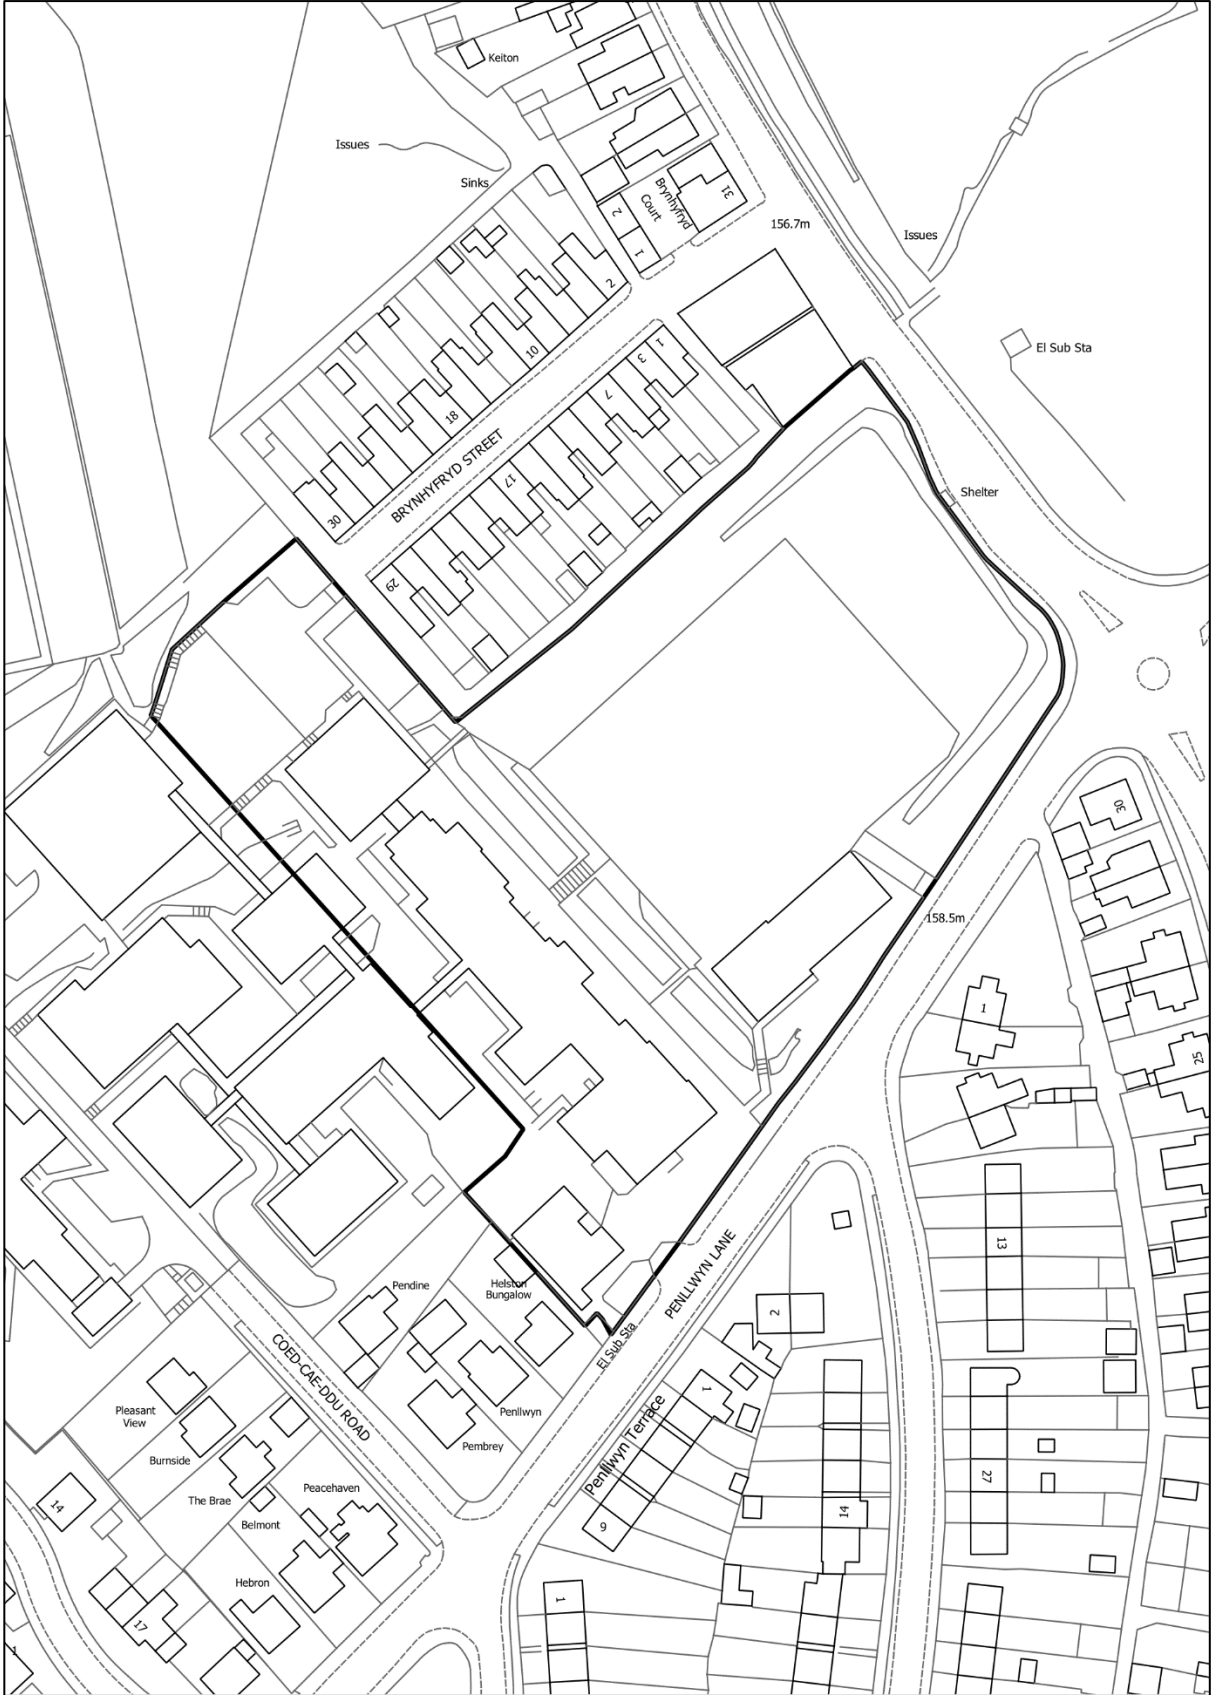 Keiton
Issues
Sinks
Brynhyfryd
Court
31
2
1
156.7m
Issues
El Sub Sta
2
10
18
30
BRYNHYFRYD STREET
1
3
7
17
29
Shelter
30
158.5m
1
25
13
Pendine
Helston
Bungalow
El Sub Sta
PENLLWYN LANE
2
COED-CAE-DDU ROAD
Penllwyn
Pembrey
Pleasant
View
Burnside
The Brae
Belmont
Peacehaven
Hebron
Penllwyn Terrace
1
9
14
27
14
17
1
1